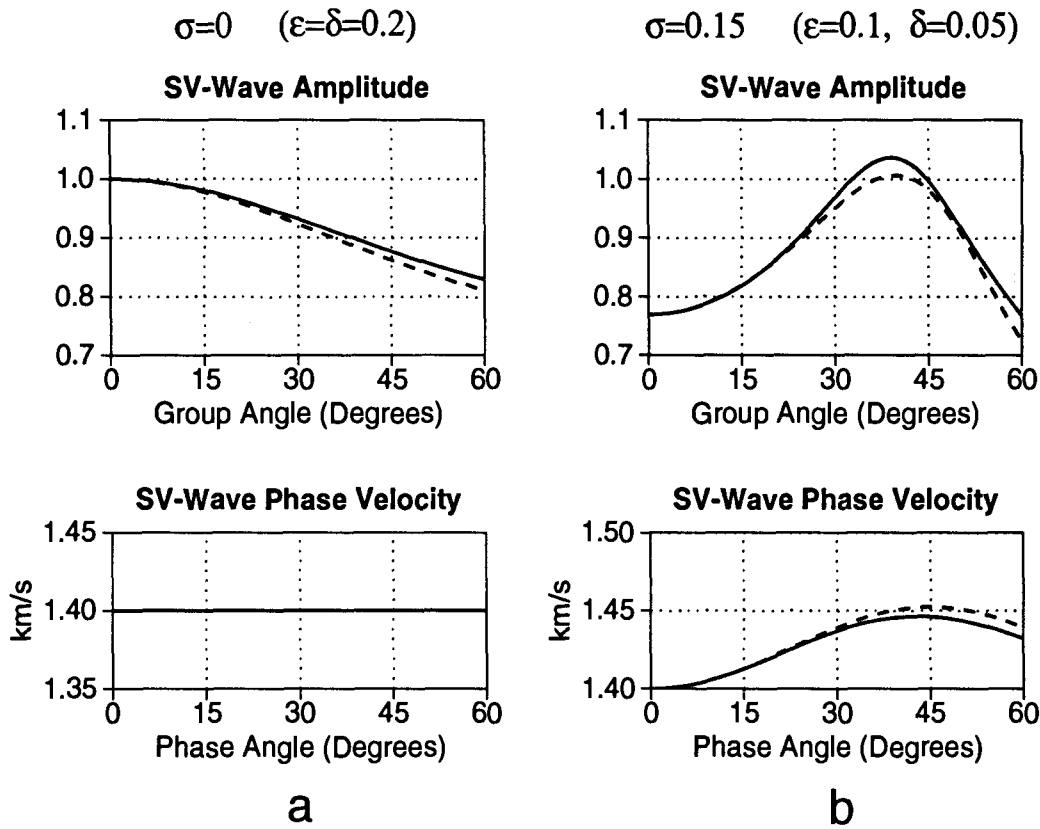 σ=0 (ε=δ=0.2)
SV-Wave Amplitude
1.1
1.0
0.9
0.8
0.7
0 15 30 45 60
Group Angle (Degrees)
SV-Wave Phase Velocity
1.45
1.40
1.35
km/s
0 15 30 45 60
Phase Angle (Degrees)
a
σ=0.15 (ε=0.1, δ=0.05)
SV-Wave Amplitude
1.1
1.0
0.9
0.8
0.7
0 15 30 45 60
Group Angle (Degrees)
SV-Wave Phase Velocity
1.50
1.45
1.40
km/s
0 15 30 45 60
Phase Angle (Degrees)
b